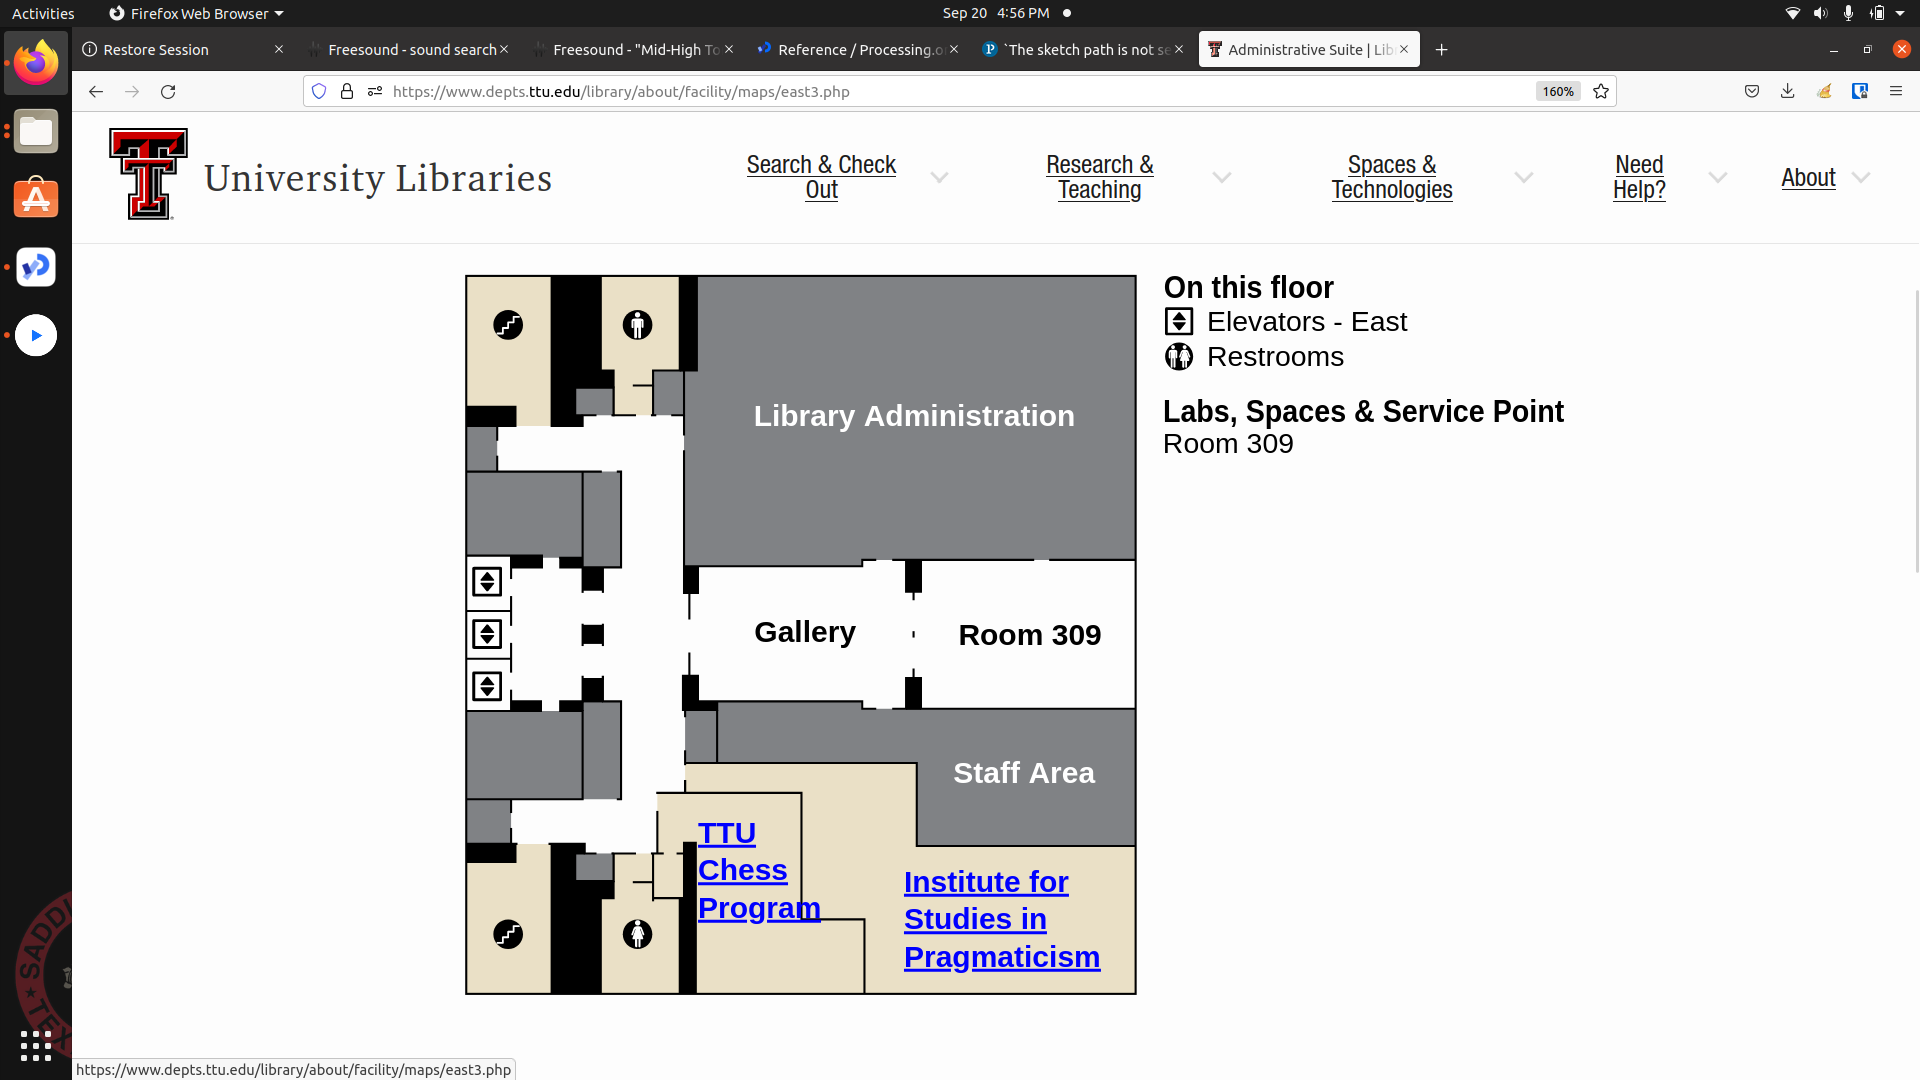 Activities
Firefox Web Browser
Sep 20 4:56 PM
Restore Session
Freesound - sound search
Freesound - "Mid-High To
Reference / Processing.o
`The sketch path is not se
Administrative Suite | Lib
https://www.depts.ttu.edu/library/about/facility/maps/east3.php
160%
University Libraries
Search & Check
Out
Research &
Teaching
Spaces &
Technologies
Need
Help?
About
Library Administration
Gallery
Room 309
Staff Area
TTU
Chess
Program
Institute for
Studies in
Pragmaticism
On this floor
Elevators - East
Restrooms
Labs, Spaces & Service Point
Room 309
https://www.depts.ttu.edu/library/about/facility/maps/east3.php